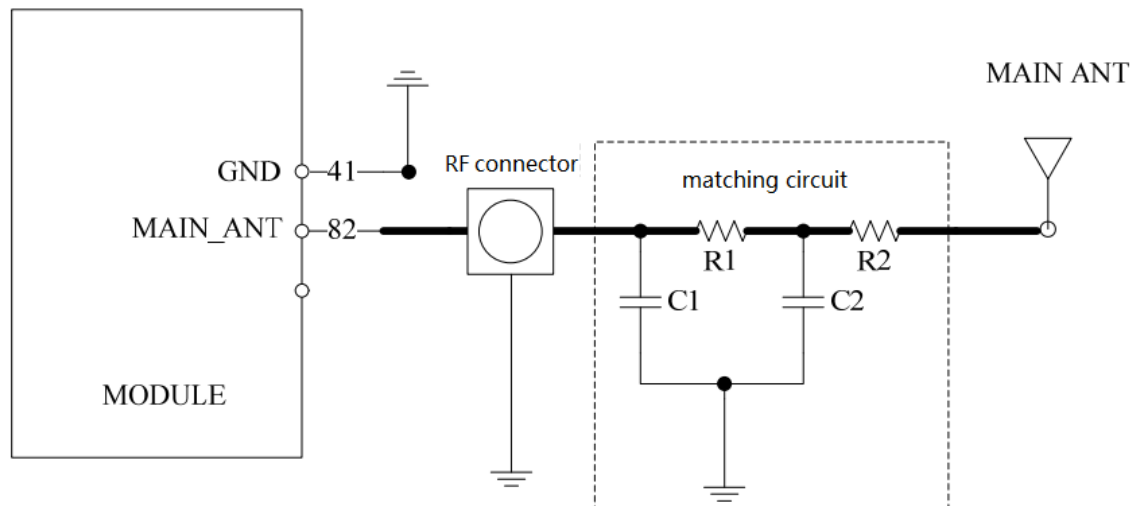 MAIN ANT
RF connector
matching circuit
GND 41
MAIN_ANT 82
R1 R2
C1 C2
MODULE